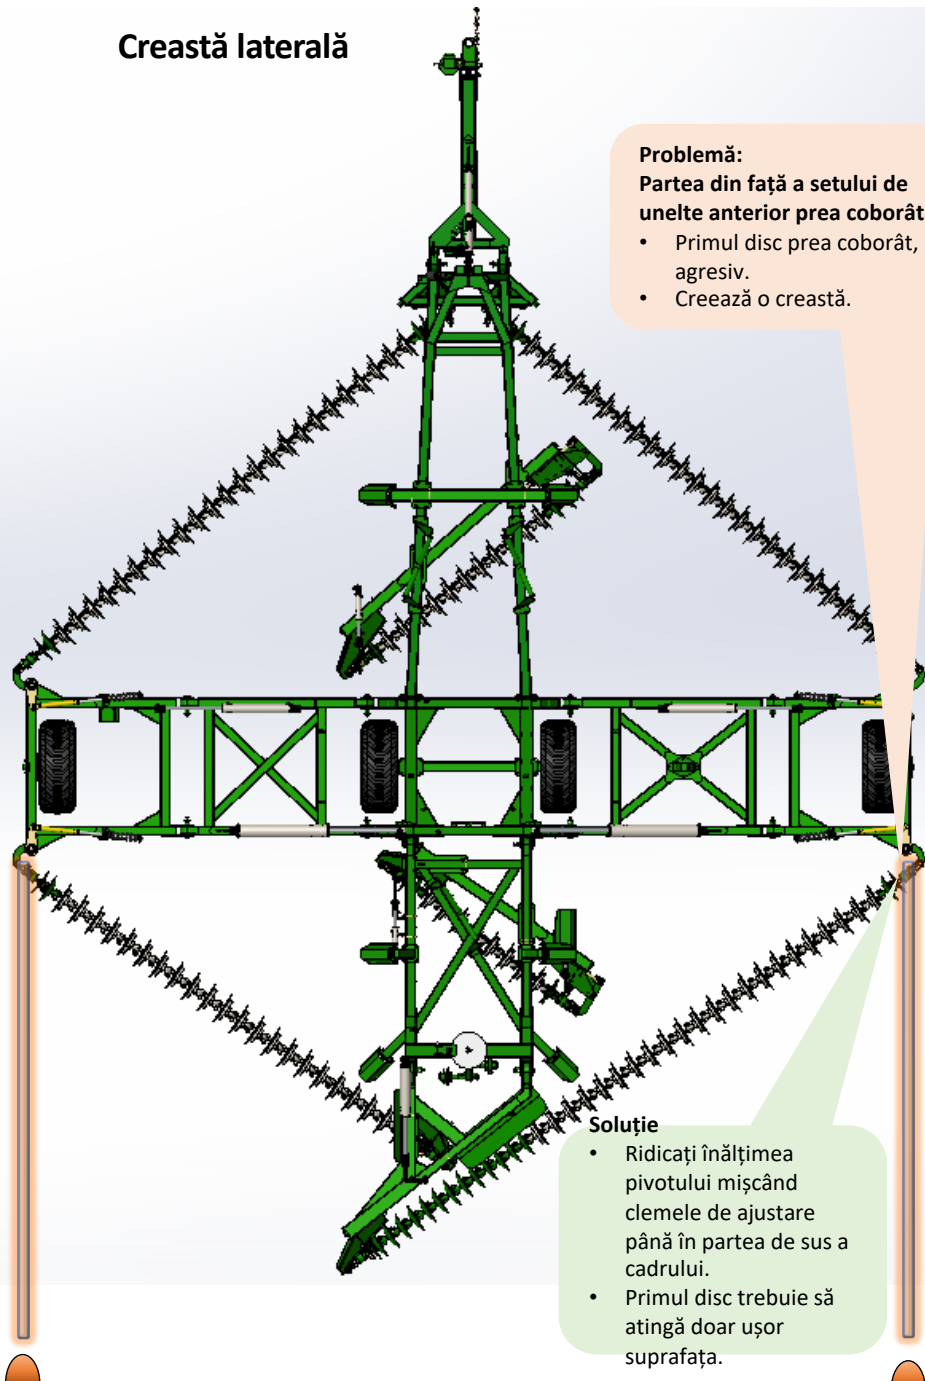 Creastă laterală
Problemă:
Partea din față a setului de
unelte anterior prea coborât
• Primul disc prea coborât,
agresiv.
• Creează o creastă.
Soluție
• Ridicați înălțimea
pivotului mișcând
clemele de ajustare
până în partea de sus a
cadrului.
• Primul disc trebuie să
atingă doar ușor
suprafața.